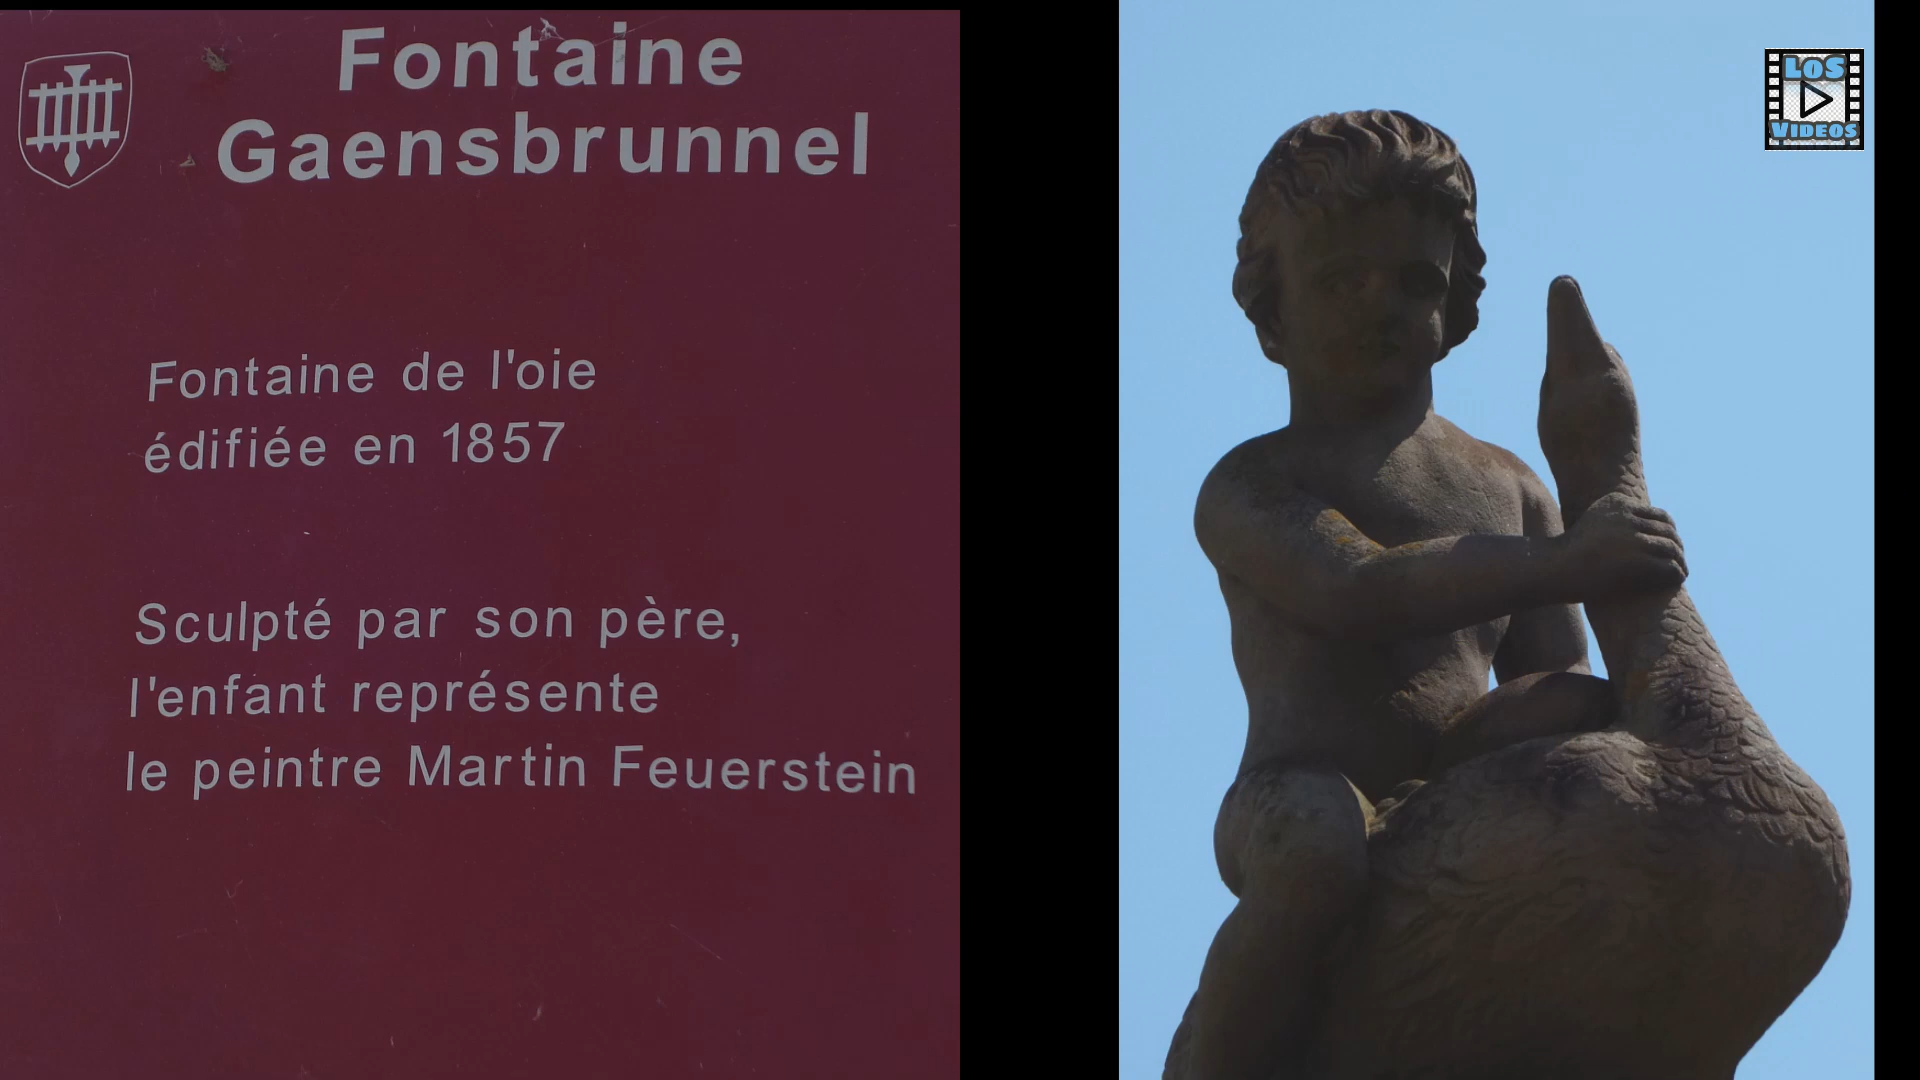 Fontaine
Gaensbrunnel
Fontaine de l'oie
édifiée en 1857
Sculpté par son père,
l'enfant représente
le peintre Martin Feuerstein
LOS
VIDEOS